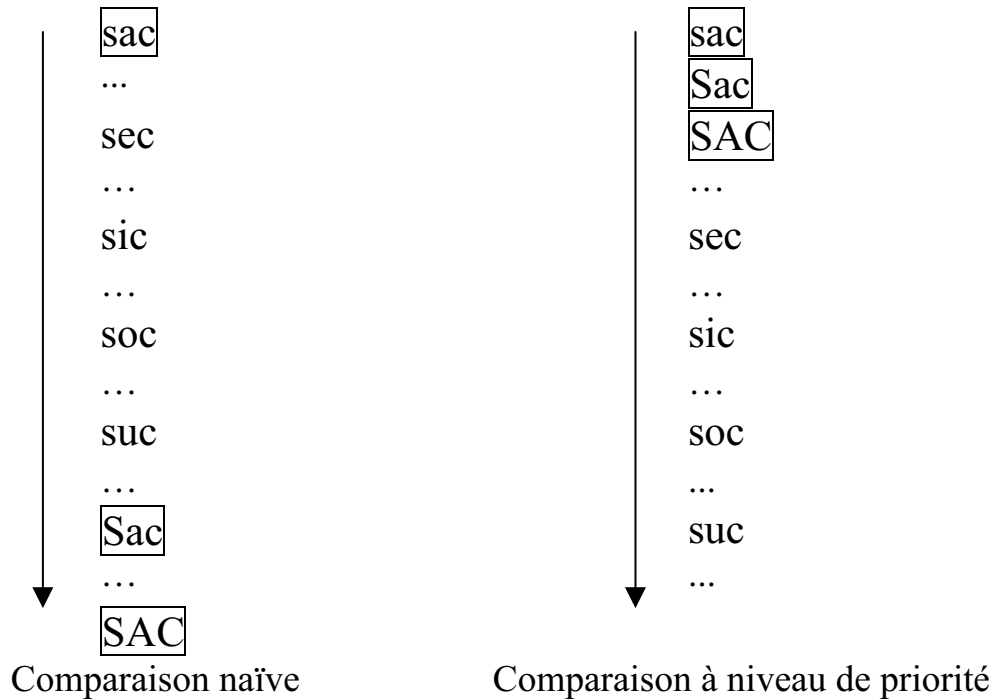 sac
...
sec
…
sic
…
soc
…
suc
…
Sac
…
SAC
Comparaison naïve
sac
Sac
SAC
…
sec
…
sic
…
soc
...
suc
...
Comparaison à niveau de priorité